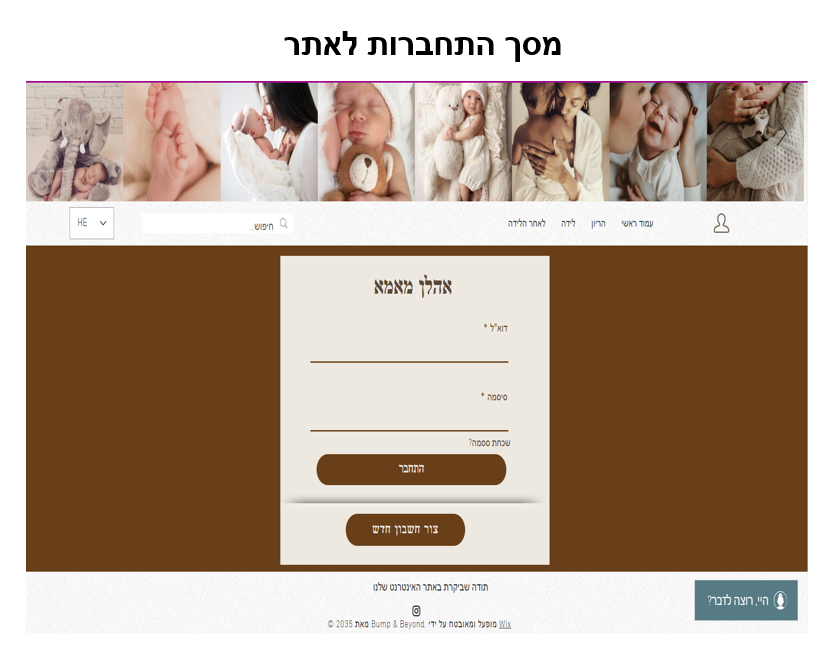 מסך התחברות לאתר
עמוד ראשי הריון לידה לאחר הלידה
חיפוש...
HE
אהלן מאמא
דוא"ל *
סיסמה *
שכחת ססמה?
התחבר
צור חשבון חדש
תודה שביקרת באתר האינטרנט שלנו
© 2035 מאת Bump & Beyond. מופעל ומאובטח על ידי Wix
היי, רוצה לדבר?